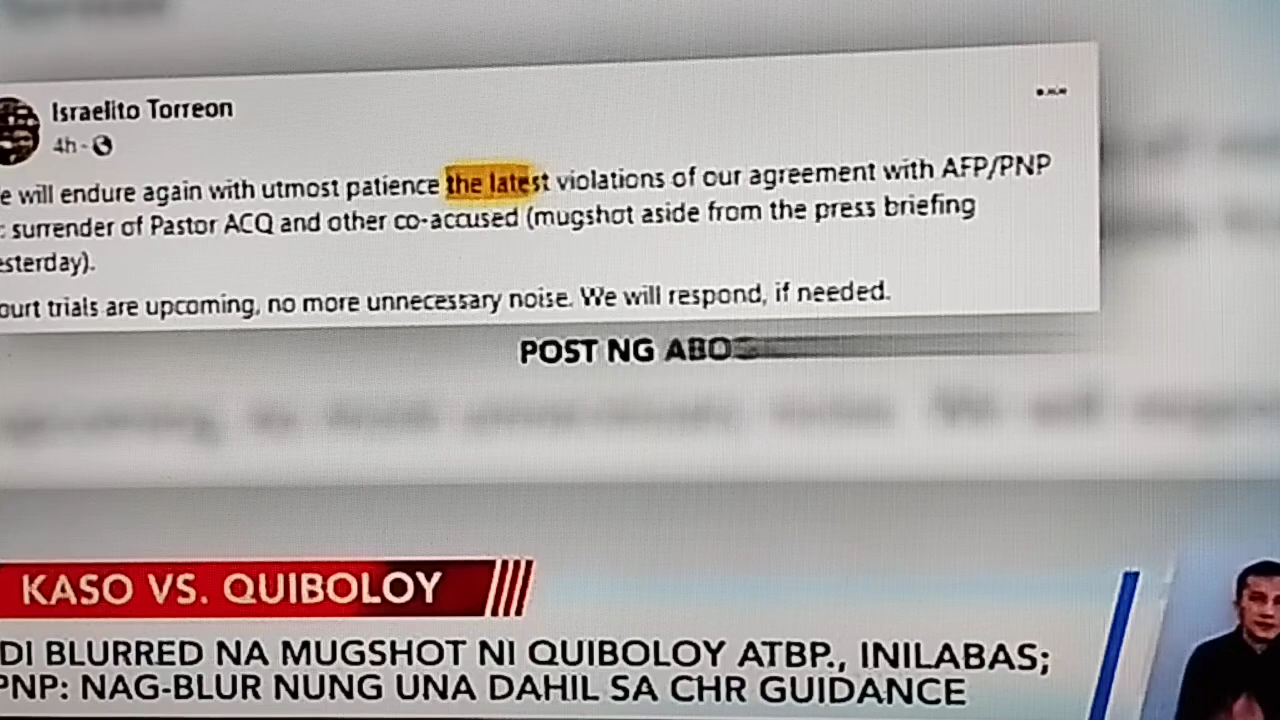 Israelito Torreon
4h
e will endure again with utmost patience the latest violations of our agreement with AFP/PNP
: surrender of Pastor ACQ and other co-accused (mugshot aside from the press briefing
esterday).
ourt trials are upcoming, no more unnecessary noise. We will respond, if needed.
POST NG ABOG
KASO VS. QUIBOLOY
DI BLURRED NA MUGSHOT NI QUIBOLOY ATBP., INILABAS;
PNP: NAG-BLUR NUNG UNA DAHIL SA CHR GUIDANCE